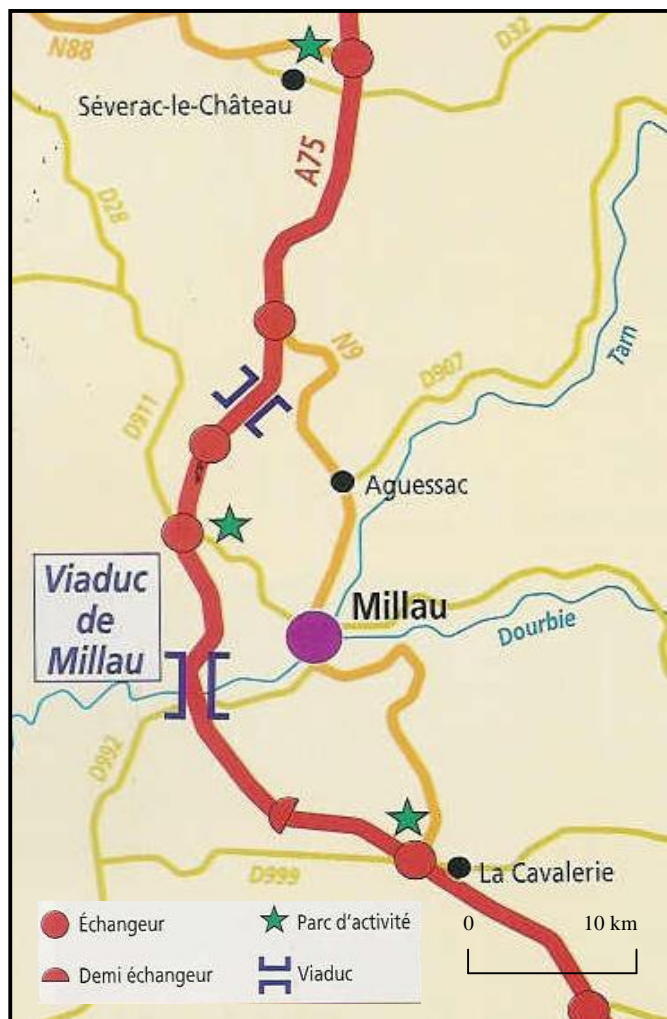 N88
D32
Séverac-le-Château
A75
D28
N9
D907
Tarn
D911
Aguessac
Viaduc
de
Millau
Millau
Dourbie
D992
D999
La Cavalerie
Échangeur
Parc d'activité
0 10 km
Demi échangeur
Viaduc